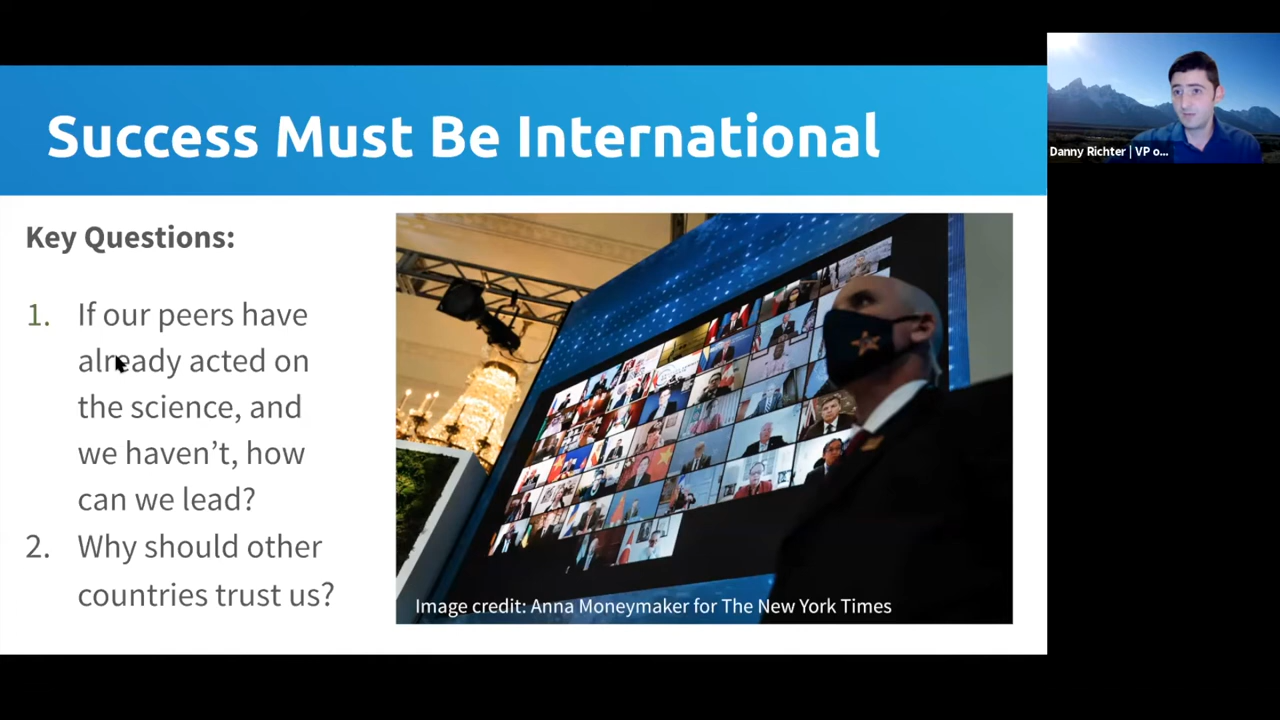 Success Must Be International
Key Questions:
1. If our peers have
already acted on
the science, and
we haven’t, how
can we lead?
2. Why should other
countries trust us?
Image credit: Anna Moneymaker for The New York Times
Danny Richter | VP o...